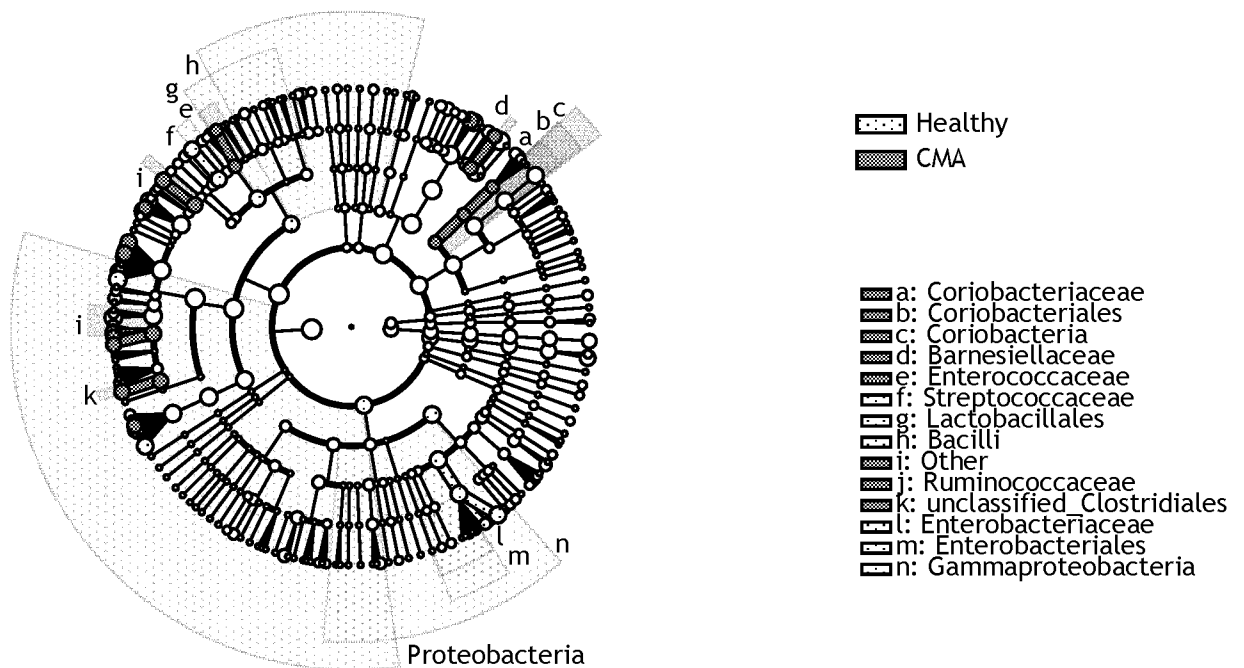 h
g
e
f
i
i
k
d
c
b
a
l
m
n
Proteobacteria
Healthy
CMA
a: Coriobacteriaceae
b: Coriobacteriales
c: Coriobacteria
d: Barnesiellaceae
e: Enterococcaceae
f: Streptococcaceae
g: Lactobacillales
h: Bacilli
i: Other
j: Ruminococcaceae
k: unclassified_Clostridiales
l: Enterobacteriaceae
m: Enterobacteriales
n: Gammaproteobacteria